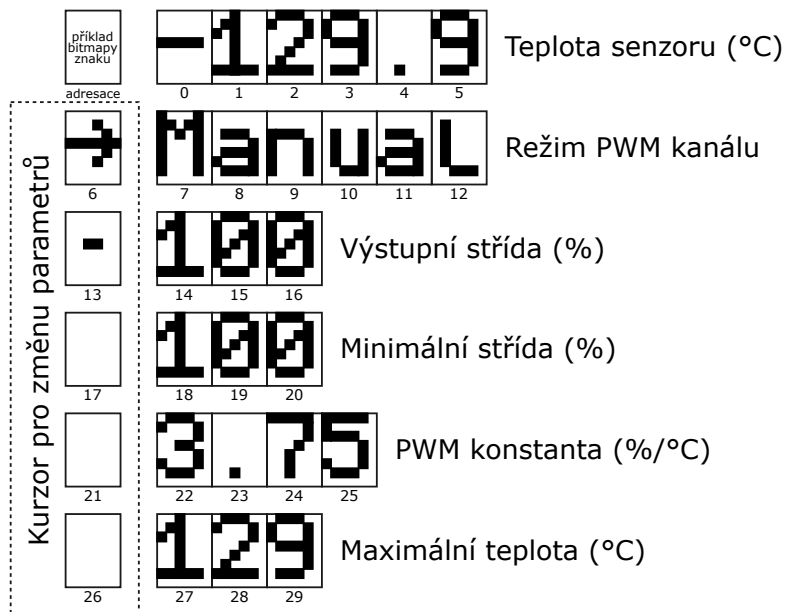 příklad
bitmapy
znaku
adresace
-129.9
Teplota senzoru (°C)
0 1 2 3 4 5
→ Manual
Režim PWM kanálu
6 7 8 9 10 11 12
- 100
Výstupní střída (%)
13 14 15 16
100
Minimální střída (%)
17 18 19 20
3.75
PWM konstanta (%/°C)
21 22 23 24 25
129
Maximální teplota (°C)
26 27 28 29
Kurzor pro změnu parametrů